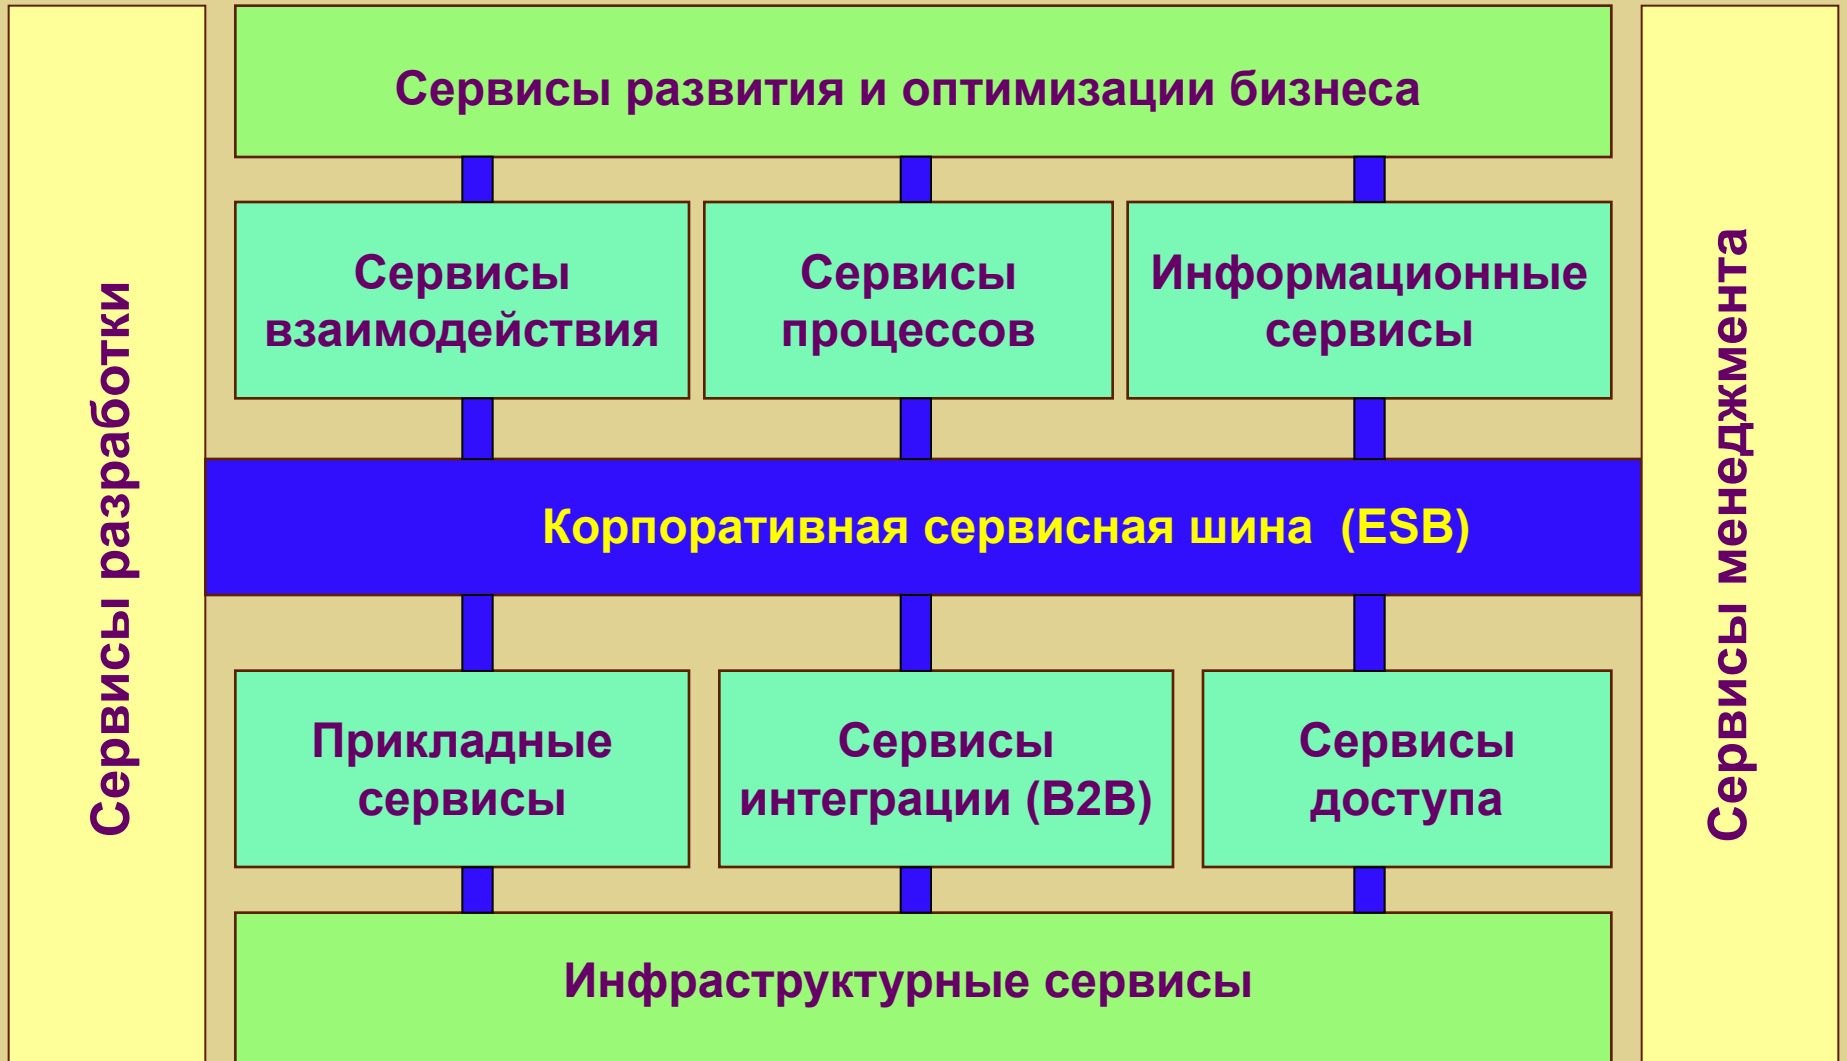 Сервисы разработки
Сервисы развития и оптимизации бизнеса
Сервисы
взаимодействия
Сервисы
процессов
Информационные
сервисы
Корпоративная сервисная шина (ESB)
Прикладные
сервисы
Сервисы
интеграции (B2B)
Сервисы
доступа
Инфраструктурные сервисы
Сервисы менеджмента